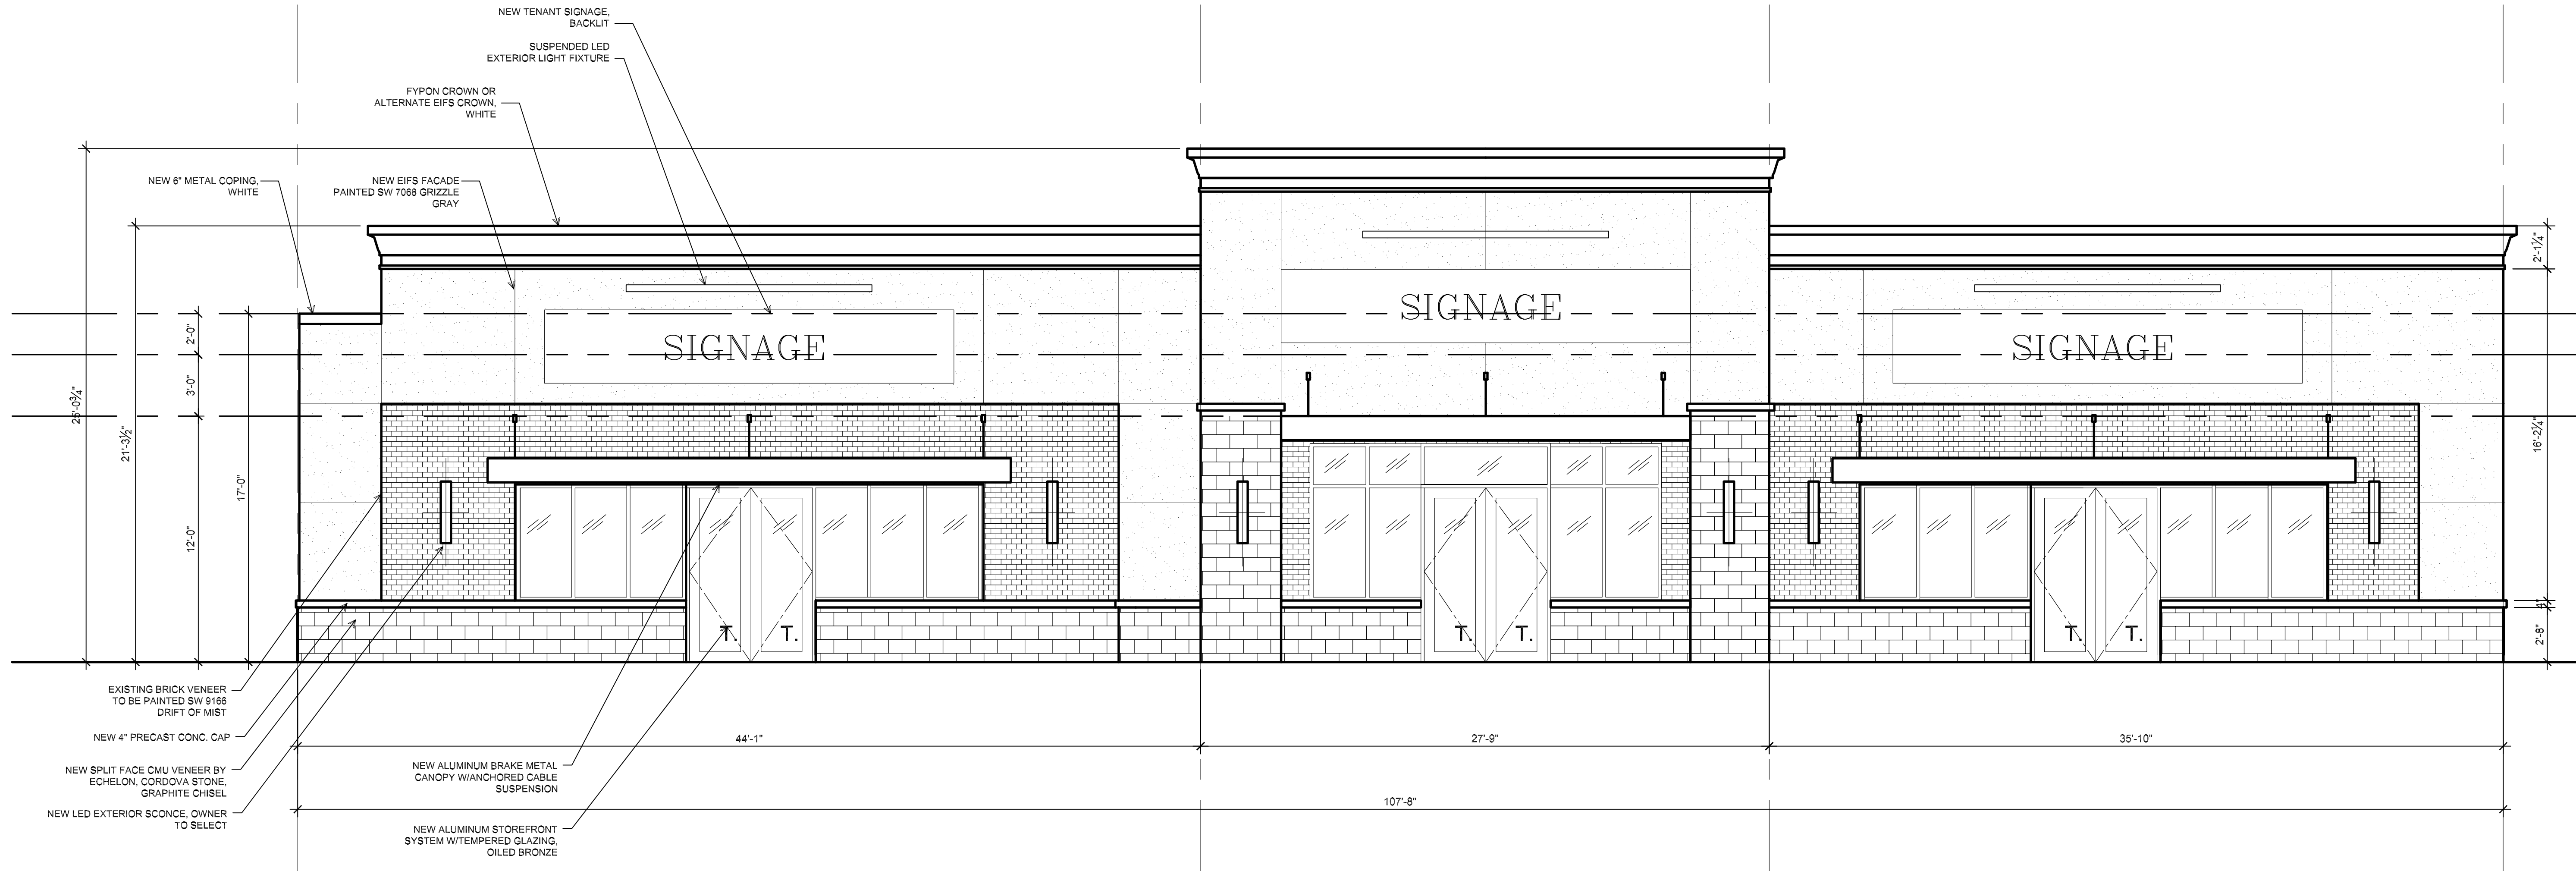 NEW TENANT SIGNAGE,
BACKLIT
SUSPENDED LED
EXTERIOR LIGHT FIXTURE
FYPON CROWN OR
ALTERNATE EIFS CROWN,
WHITE
NEW 6" METAL COPING,
WHITE
NEW EIFS FACADE
PAINTED SW 7068 GRIZZLE
GRAY
SIGNAGE
SIGNAGE
SIGNAGE
25'-0¾"
21'-3½"
2'-0"
3'-0"
12'-0"
17'-0"
2'-1¼"
16'-2¼"
4"
2'-8"
T.
T.
T.
T.
T.
T.
EXISTING BRICK VENEER
TO BE PAINTED SW 9166
DRIFT OF MIST
NEW 4" PRECAST CONC. CAP
NEW SPLIT FACE CMU VENEER BY
ECHELON, CORDOVA STONE,
GRAPHITE CHISEL
NEW LED EXTERIOR SCONCE, OWNER
TO SELECT
NEW ALUMINUM BRAKE METAL
CANOPY W/ANCHORED CABLE
SUSPENSION
NEW ALUMINUM STOREFRONT
SYSTEM W/TEMPERED GLAZING,
OILED BRONZE
44'-1"
27'-9"
35'-10"
107'-8"